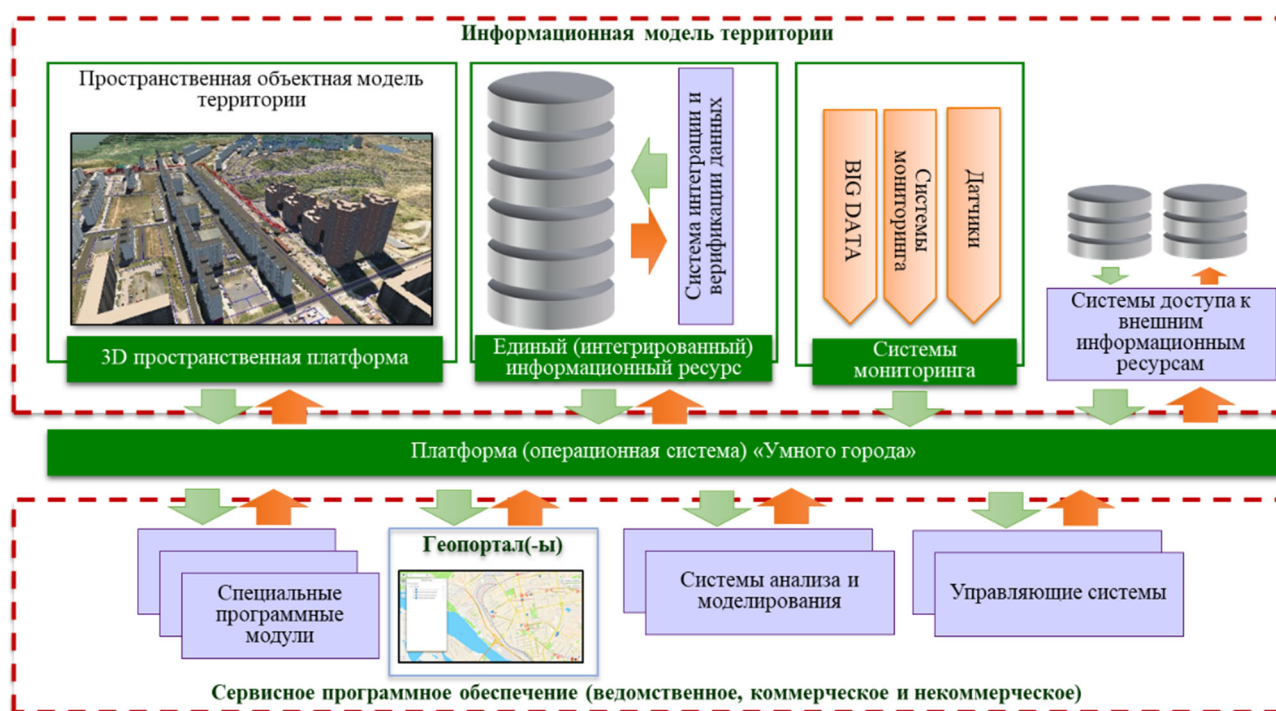 Информационная модель территории
Пространственная объектная модель
территории
3D пространственная платформа
Система интеграции и
верификации данных
Единый (интегрированный)
информационный ресурс
BIG DATA
Системы
мониторинга
Датчики
Системы
мониторинга
Системы доступа к
внешним
информационным
ресурсам
Платформа (операционная система) «Умного города»
Специальные
программные
модули
Геопортал(-ы)
Системы анализа и
моделирования
Управляющие системы
Сервисное программное обеспечение (ведомственное, коммерческое и некоммерческое)